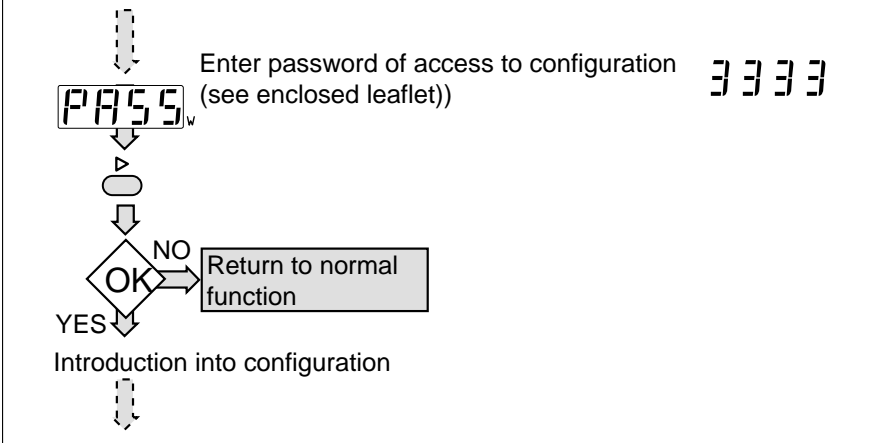 Enter password of access to configuration
(see enclosed leaflet))
3333
PASS
w
NO
OK
Return to normal
function
YES
Introduction into configuration